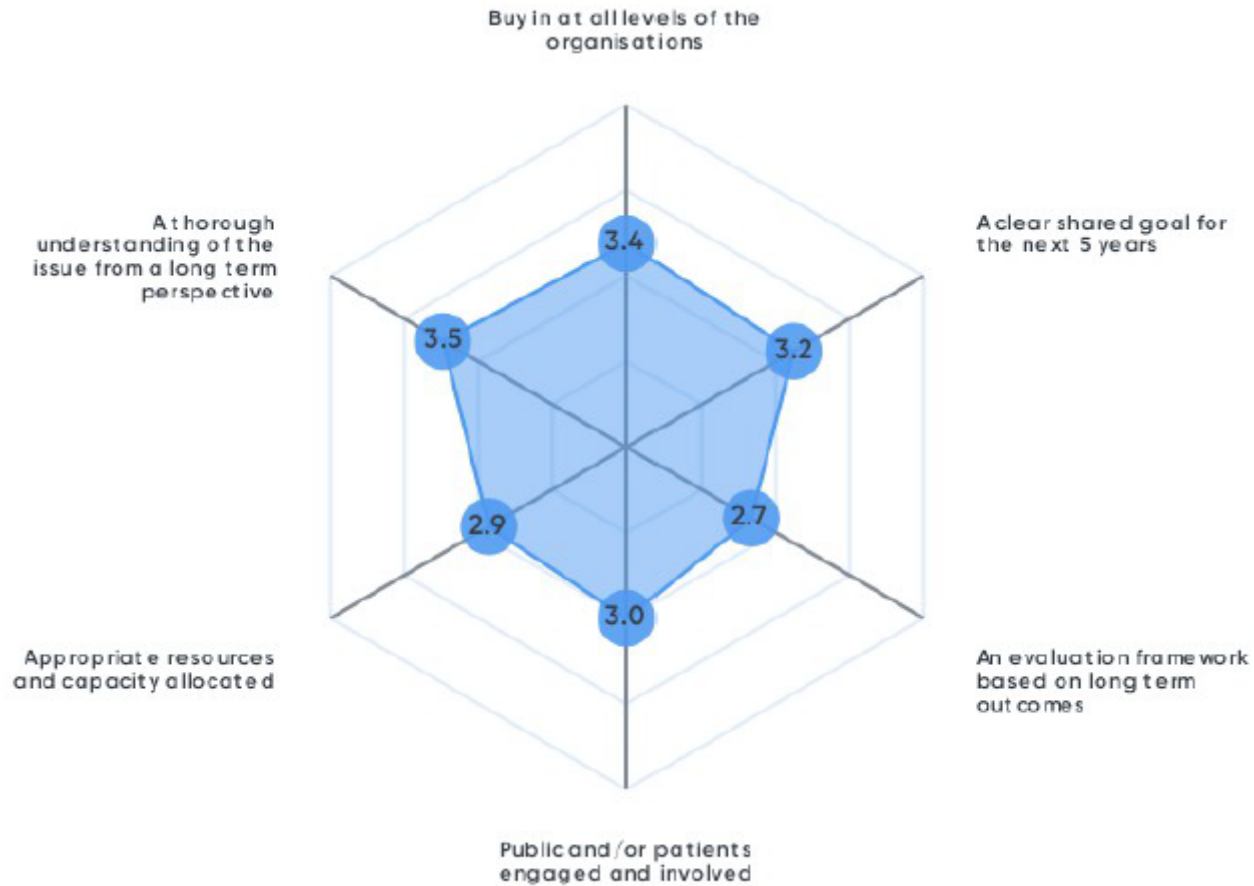 Buy in at all levels of the
organisations
A thorough
understanding of the
issue from a long term
perspective
A clear shared goal for
the next 5 years
3.4
3.5
3.2
2.9
2.7
3.0
Appropriate resources
and capacity allocated
An evaluation framework
based on long term
outcomes
Public and/or patients
engaged and involved